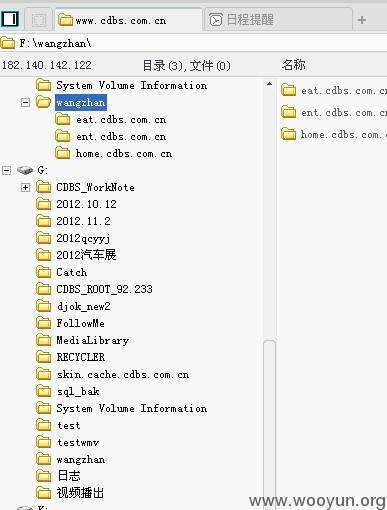 www.cdbs.com.cn
日程提醒
F:\wangzhan\
182.140.142.122 目录(3),文件(0) 名称
System Volume Information
wangzhan
eat.cdbs.com.cn
ent.cdbs.com.cn
home.cdbs.com.cn
eat.cdbs.com.cn
ent.cdbs.com.cn
home.cdbs.com.cn
G:
CDBS_WorkNote
2012.10.12
2012.11.2
2012qcyyj
2012汽车展
Catch
CDBS_ROOT_92.233
djok_new2
FollowMe
MediaLibrary
RECYCLER
skin.cache.cdbs.com.cn
sql_bak
System Volume Information
test
testwmv
wangzhan
日志
视频播出
www.wooyun.org